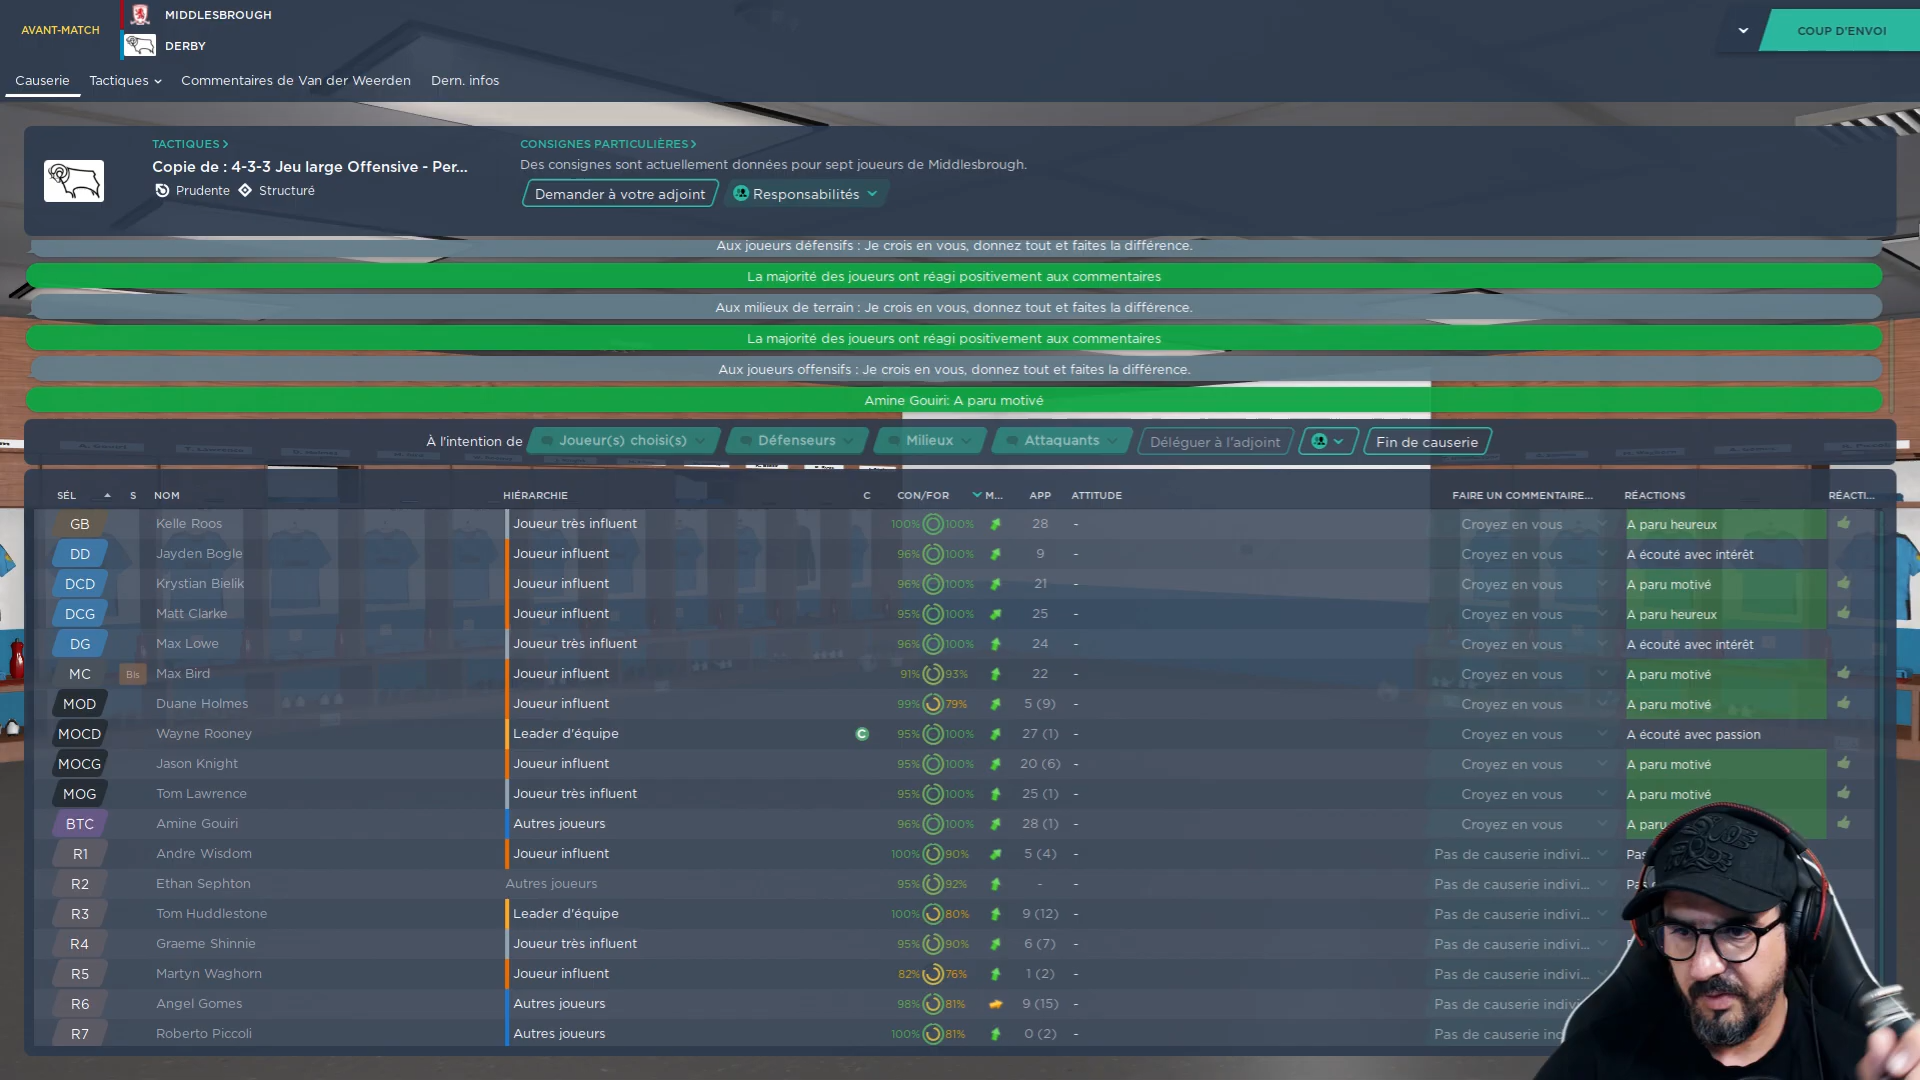 AVANT-MATCH
MIDDLESBROUGH
DERBY
COUP D'ENVOI
Causerie Tactiques Commentaires de Van der Weerden Dern. infos
TACTIQUES
Copie de : 4-3-3 Jeu large Offensive - Per...
Prudente Structuré
CONSIGNES PARTICULIÈRES
Des consignes sont actuellement données pour sept joueurs de Middlesbrough.
Demander à votre adjoint Responsabilités
Aux joueurs défensifs : Je crois en vous, donnez tout et faites la différence.
La majorité des joueurs ont réagi positivement aux commentaires
Aux milieux de terrain : Je crois en vous, donnez tout et faites la différence.
La majorité des joueurs ont réagi positivement aux commentaires
Aux joueurs offensifs : Je crois en vous, donnez tout et faites la différence.
Amine Gouiri: A paru motivé
À l'intention de Joueur(s) choisi(s) Défenseurs Milieux Attaquants Déléguer à l'adjoint Fin de causerie
SÉL S NOM HIÉRARCHIE C CON/FOR M... APP ATTITUDE FAIRE UN COMMENTAIRE... RÉACTIONS RÉACTI...
GB Kelle Roos Joueur très influent 100% 100% 28 - Croyez en vous A paru heureux
DD Jayden Bogle Joueur influent 96% 100% 9 - Croyez en vous A écouté avec intérêt
DCD Krystian Bielik Joueur influent 96% 100% 21 - Croyez en vous A paru motivé
DCG Matt Clarke Joueur influent 95% 100% 25 - Croyez en vous A paru heureux
DG Max Lowe Joueur très influent 96% 100% 24 - Croyez en vous A écouté avec intérêt
MC Bls Max Bird Joueur influent 91% 93% 22 - Croyez en vous A paru motivé
MOD Duane Holmes Joueur influent 99% 79% 5 (9) - Croyez en vous A paru motivé
MOCD Wayne Rooney Leader d'équipe C 95% 100% 27 (1) - Croyez en vous A écouté avec passion
MOCG Jason Knight Joueur influent 95% 100% 20 (6) - Croyez en vous A paru motivé
MOG Tom Lawrence Joueur très influent 95% 100% 25 (1) - Croyez en vous A paru motivé
BTC Amine Gouiri Autres joueurs 96% 100% 28 (1) - Croyez en vous A paru
R1 Andre Wisdom Joueur influent 100% 90% 5 (4) - Pas de causerie indivi... Pas
R2 Ethan Sephton Autres joueurs 95% 92% - - Pas de causerie indivi... Pas
R3 Tom Huddlestone Leader d'équipe 100% 80% 9 (12) - Pas de causerie indivi...
R4 Graeme Shinnie Joueur très influent 95% 90% 6 (7) - Pas de causerie indivi...
R5 Martyn Waghorn Joueur influent 82% 76% 1 (2) - Pas de causerie indivi...
R6 Angel Gomes Autres joueurs 98% 81% 9 (15) - Pas de causerie indivi
R7 Roberto Piccoli Autres joueurs 100% 81% 0 (2) - Pas de causerie ind